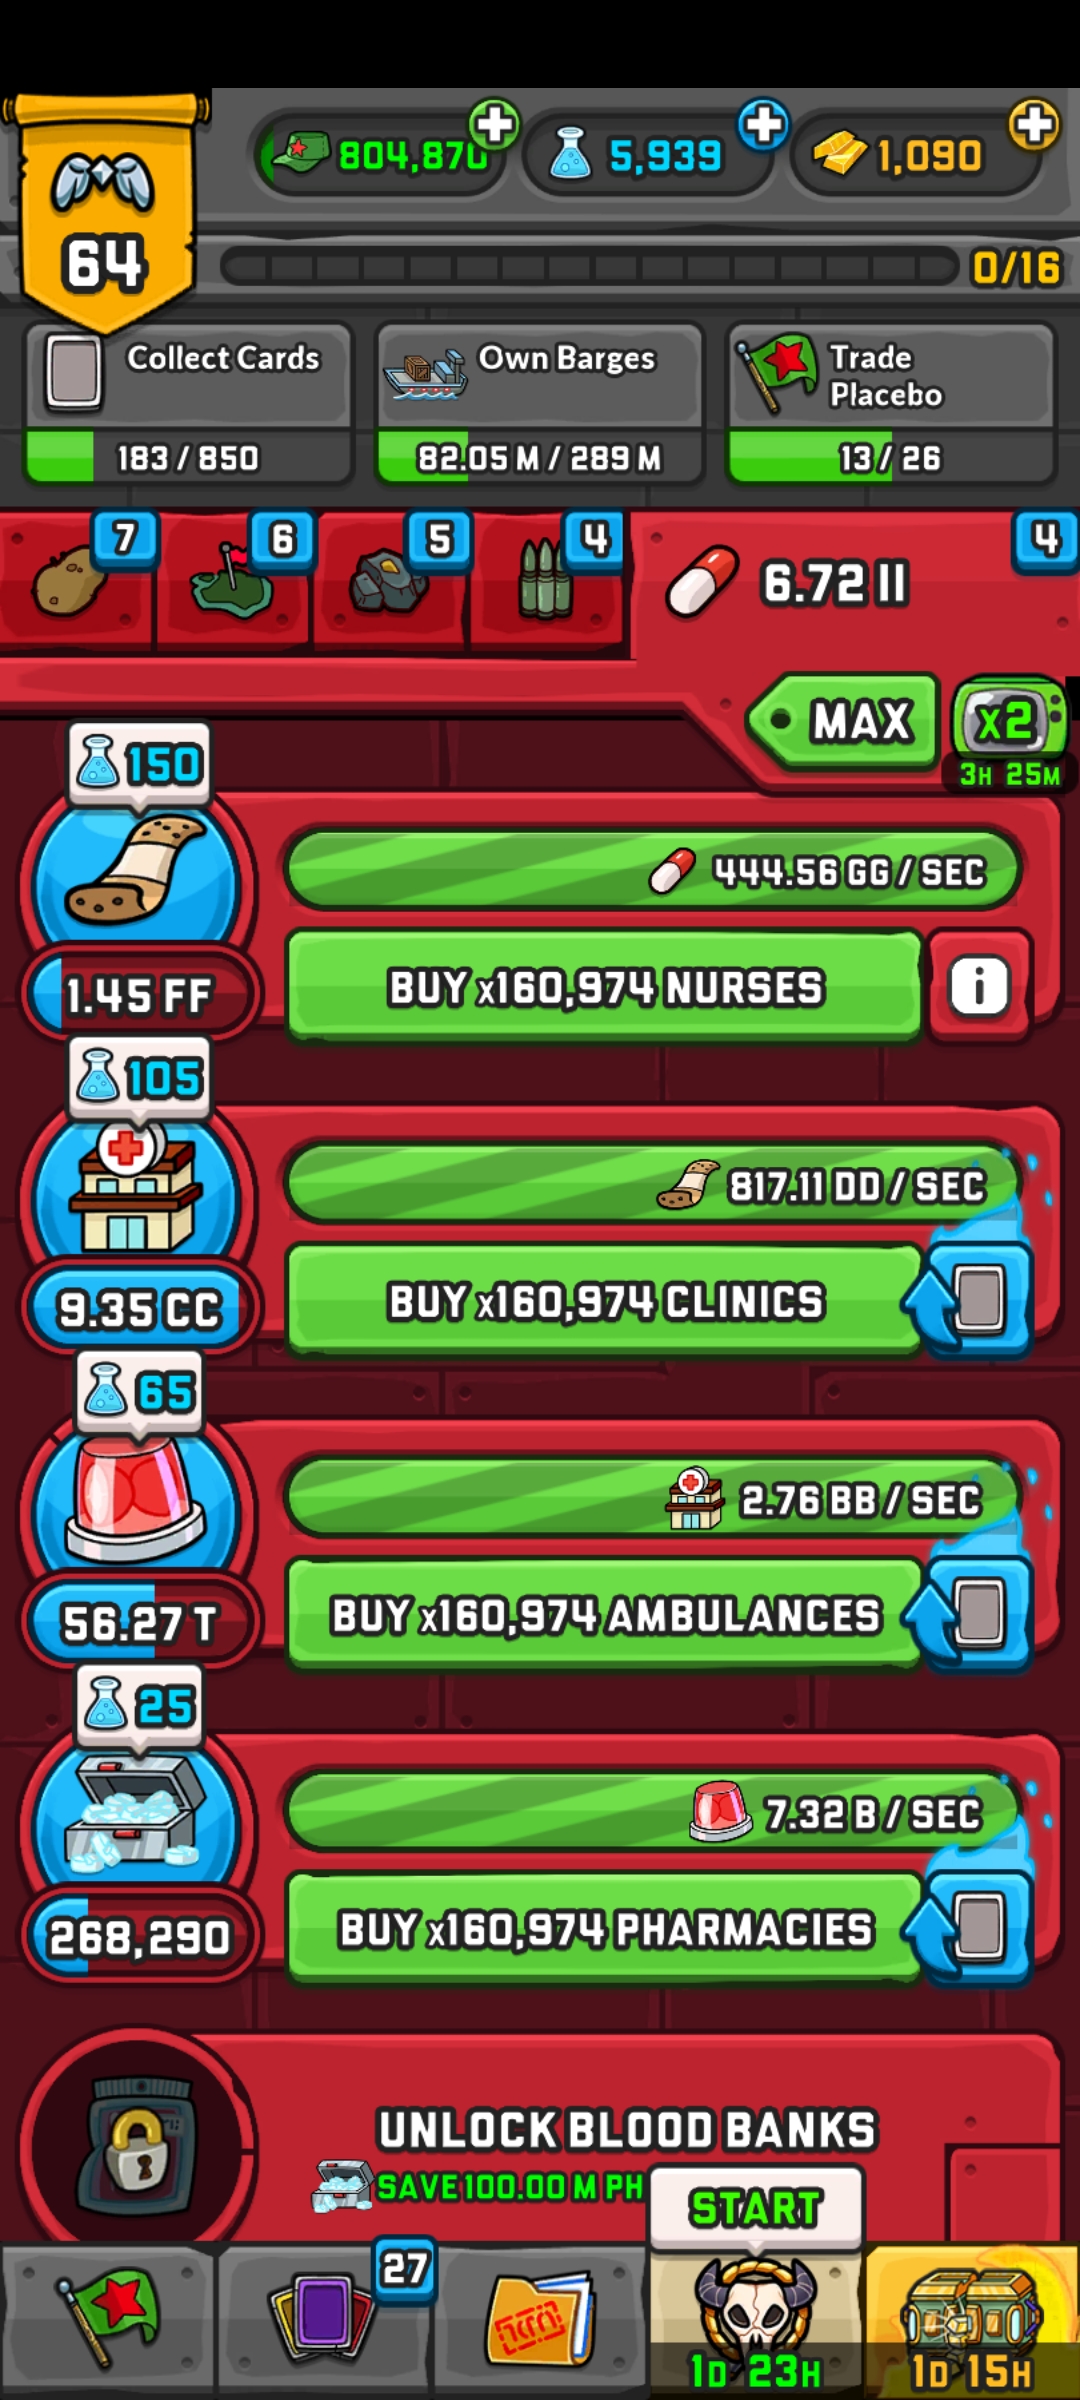 804,870
5,939
1,090
64
0/16
Collect Cards
183 / 850
Own Barges
82.05 M / 289 M
Trade
Placebo
13 / 26
7
6
5
4
6.72 II
4
MAX
x2
3H 25M
150
444.56 GG / SEC
1.45 FF
BUY x160,974 NURSES
i
105
817.11 DD / SEC
9.35 CC
BUY x160,974 CLINICS
65
2.76 BB / SEC
56.27 T
BUY x160,974 AMBULANCES
25
7.32 B / SEC
268,290
BUY x160,974 PHARMACIES
UNLOCK BLOOD BANKS
SAVE 100.00 M PH
START
27
1D 23H
1D 15H